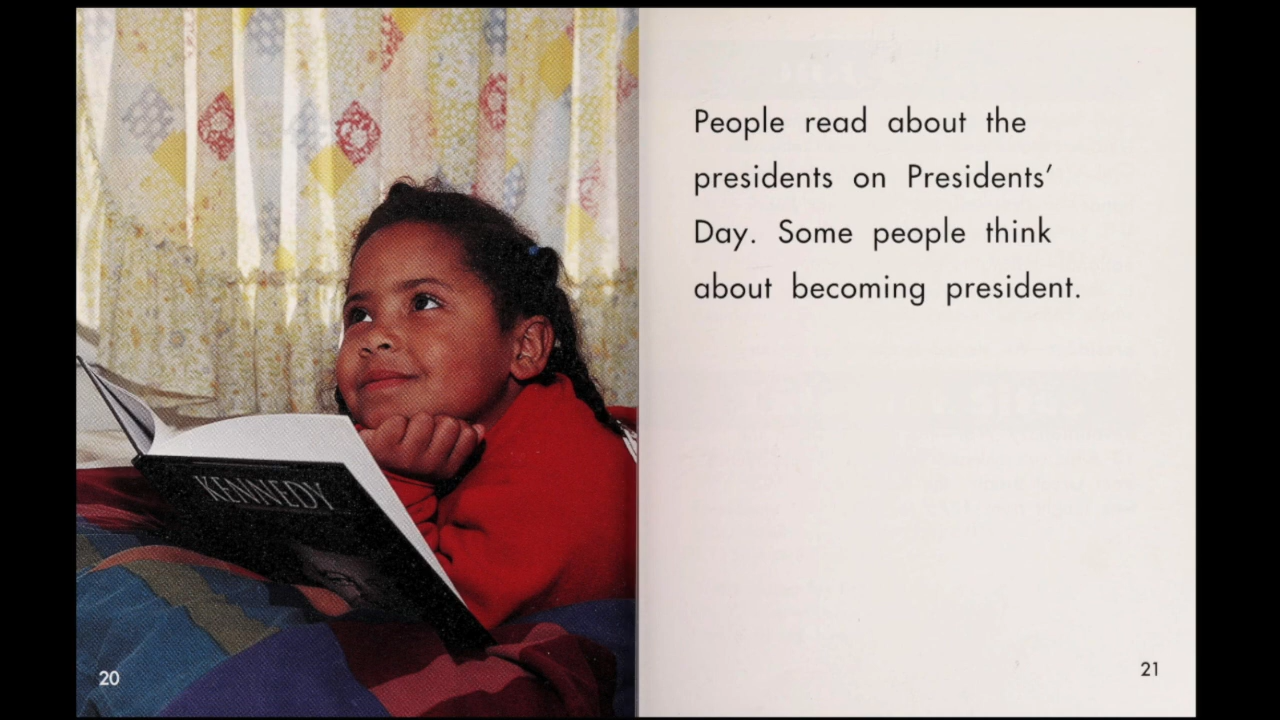 KENNEDY
20
People read about the
presidents on Presidents’
Day. Some people think
about becoming president.
21